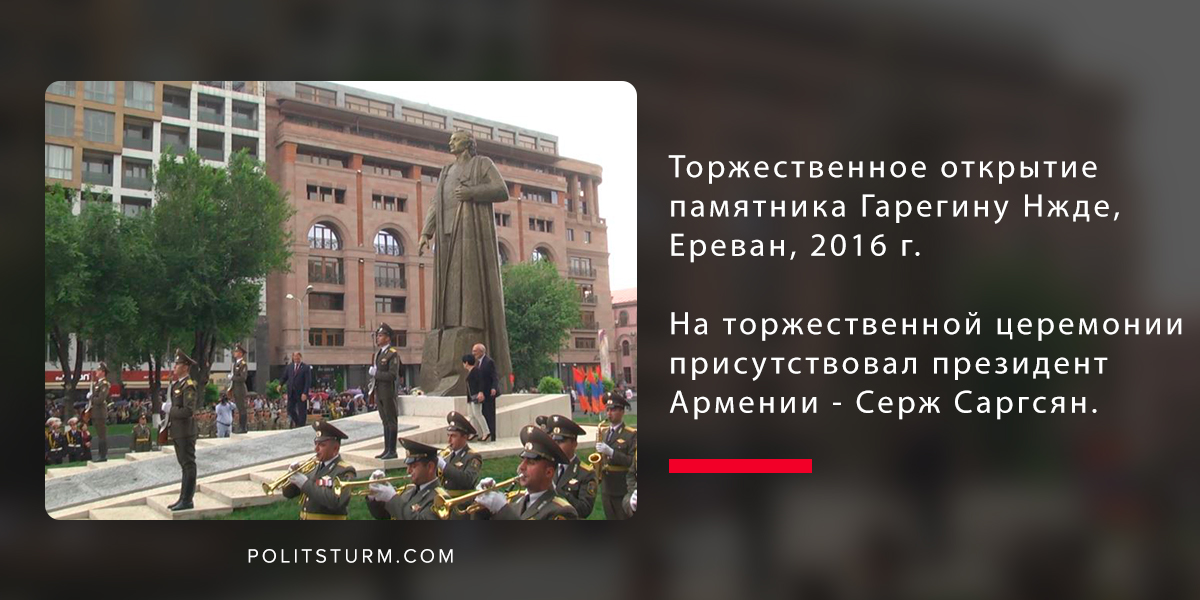 Торжественное открытие
памятника Гарегину Нжде,
Ереван, 2016 г.
На торжественной церемонии
присутствовал президент
Армении - Серж Саргсян.
POLITSTURM.COM